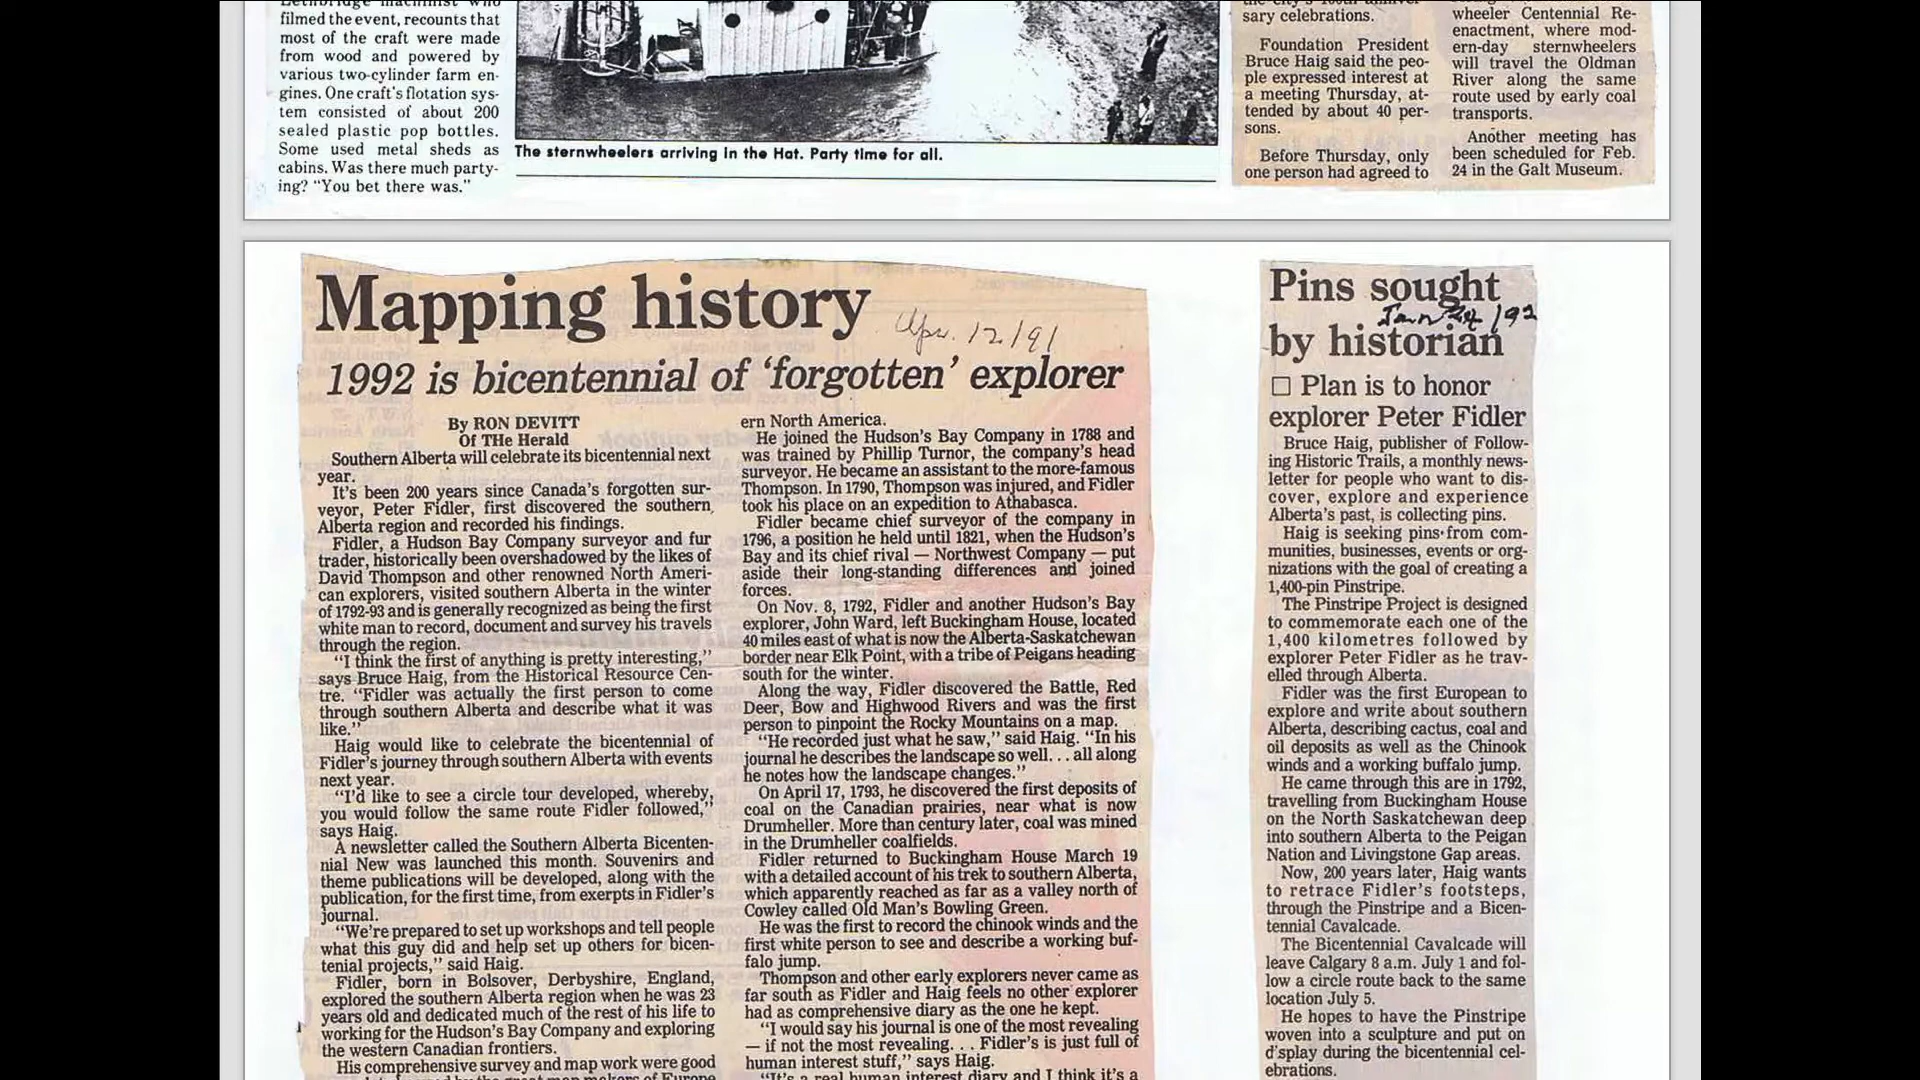 filmed the event, recounts that
most of the craft were made
from wood and powered by
various two-cylinder farm en-
gines. One craft's flotation sys-
tem consisted of about 200
sealed plastic pop bottles.
Some used metal sheds as
cabins. Was there much party-
ing? "You bet there was."
The sternwheelers arriving in the Hat. Party time for all.
sary celebrations.
Foundation President
Bruce Haig said the peo-
ple expressed interest at
a meeting Thursday, at-
tended by about 40 per-
sons.
Before Thursday, only
one person had agreed to
wheeler Centennial Re-
enactment, where mod-
ern-day sternwheelers
will travel the Oldman
River along the same
route used by early coal
transports.
Another meeting has
been scheduled for Feb.
24 in the Galt Museum.
Mapping history
Apr. 12/91
1992 is bicentennial of 'forgotten' explorer
By RON DEVITT
Of THe Herald
Southern Alberta will celebrate its bicentennial next
year.
It's been 200 years since Canada's forgotten sur-
veyor, Peter Fidler, first discovered the southern
Alberta region and recorded his findings.
Fidler, a Hudson Bay Company surveyor and fur
trader, historically been overshadowed by the likes of
David Thompson and other renowned North Ameri-
can explorers, visited southern Alberta in the winter
of 1792-93 and is generally recognized as being the first
white man to record, document and survey his travels
through the region.
"I think the first of anything is pretty interesting,"
says Bruce Haig, from the Historical Resource Cen-
tre. "Fidler was actually the first person to come
through southern Alberta and describe what it was
like."
Haig would like to celebrate the bicentennial of
Fidler's journey through southern Alberta with events
next year.
"I'd like to see a circle tour developed, whereby,
you would follow the same route Fidler followed,"
says Haig.
A newsletter called the Southern Alberta Bicenten-
nial New was launched this month. Souvenirs and
theme publications will be developed, along with the
publication, for the first time, from exerpts in Fidler's
journal.
"We're prepared to set up workshops and tell people
what this guy did and help set up others for bicen-
tenial projects," said Haig.
Fidler, born in Bolsover, Derbyshire, England,
explored the southern Alberta region when he was 23
years old and dedicated much of the rest of his life to
working for the Hudson's Bay Company and exploring
the western Canadian frontiers.
His comprehensive survey and map work were good
ern North America.
He joined the Hudson's Bay Company in 1788 and
was trained by Phillip Turnor, the company's head
surveyor. He became an assistant to the more-famous
Thompson. In 1790, Thompson was injured, and Fidler
took his place on an expedition to Athabasca.
Fidler became chief surveyor of the company in
1796, a position he held until 1821, when the Hudson's
Bay and its chief rival — Northwest Company — put
aside their long-standing differences and joined
forces.
On Nov. 8, 1792, Fidler and another Hudson's Bay
explorer, John Ward, left Buckingham House, located
40 miles east of what is now the Alberta-Saskatchewan
border near Elk Point, with a tribe of Peigans heading
south for the winter.
Along the way, Fidler discovered the Battle, Red
Deer, Bow and Highwood Rivers and was the first
person to pinpoint the Rocky Mountains on a map.
"He recorded just what he saw," said Haig. "In his
journal he describes the landscape so well. . . all along
he notes how the landscape changes."
On April 17, 1793, he discovered the first deposits of
coal on the Canadian prairies, near what is now
Drumheller. More than century later, coal was mined
in the Drumheller coalfields.
Fidler returned to Buckingham House March 19
with a detailed account of his trek to southern Alberta,
which apparently reached as far as a valley north of
Cowley called Old Man's Bowling Green.
He was the first to record the chinook winds and the
first white person to see and describe a working buf-
falo jump.
Thompson and other early explorers never came as
far south as Fidler and Haig feels no other explorer
had as comprehensive diary as the one he kept.
"I would say his journal is one of the most revealing
— if not the most revealing. . . Fidler's is just full of
human interest stuff," says Haig.
"It's a real human interest diary and I think it's a
Pins sought
Jan 24/92
by historian
□ Plan is to honor
explorer Peter Fidler
Bruce Haig, publisher of Follow-
ing Historic Trails, a monthly news-
letter for people who want to dis-
cover, explore and experience
Alberta's past, is collecting pins.
Haig is seeking pins from com-
munities, businesses, events or org-
nizations with the goal of creating a
1,400-pin Pinstripe.
The Pinstripe Project is designed
to commemorate each one of the
1,400 kilometres followed by
explorer Peter Fidler as he trav-
elled through Alberta.
Fidler was the first European to
explore and write about southern
Alberta, describing cactus, coal and
oil deposits as well as the Chinook
winds and a working buffalo jump.
He came through this are in 1792,
travelling from Buckingham House
on the North Saskatchewan deep
into southern Alberta to the Peigan
Nation and Livingstone Gap areas.
Now, 200 years later, Haig wants
to retrace Fidler's footsteps,
through the Pinstripe and a Bicen-
tennial Cavalcade.
The Bicentennial Cavalcade will
leave Calgary 8 a.m. July 1 and fol-
low a circle route back to the same
location July 5.
He hopes to have the Pinstripe
woven into a sculpture and put on
d'splay during the bicentennial cel-
ebrations.